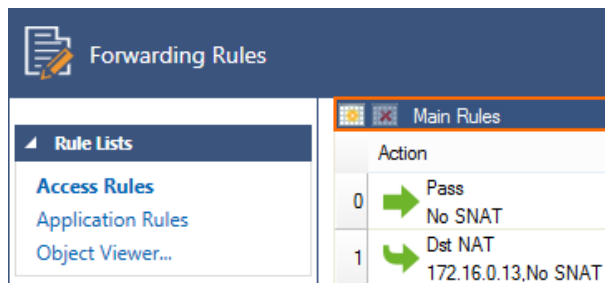 Forwarding Rules
Rule Lists
Access Rules
Application Rules
Object Viewer...
Main Rules
Action
0
Pass
No SNAT
1
Dst NAT
172.16.0.13,No SNAT